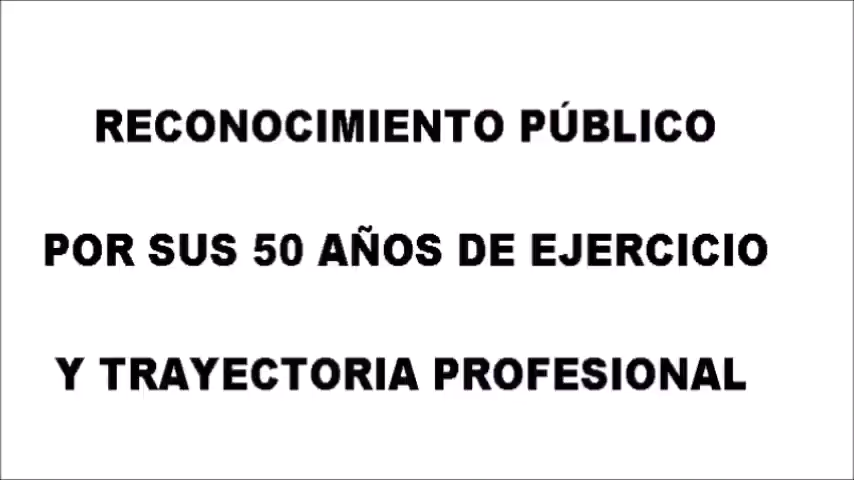 RECONOCIMIENTO PÚBLICO
POR SUS 50 AÑOS DE EJERCICIO
Y TRAYECTORIA PROFESIONAL